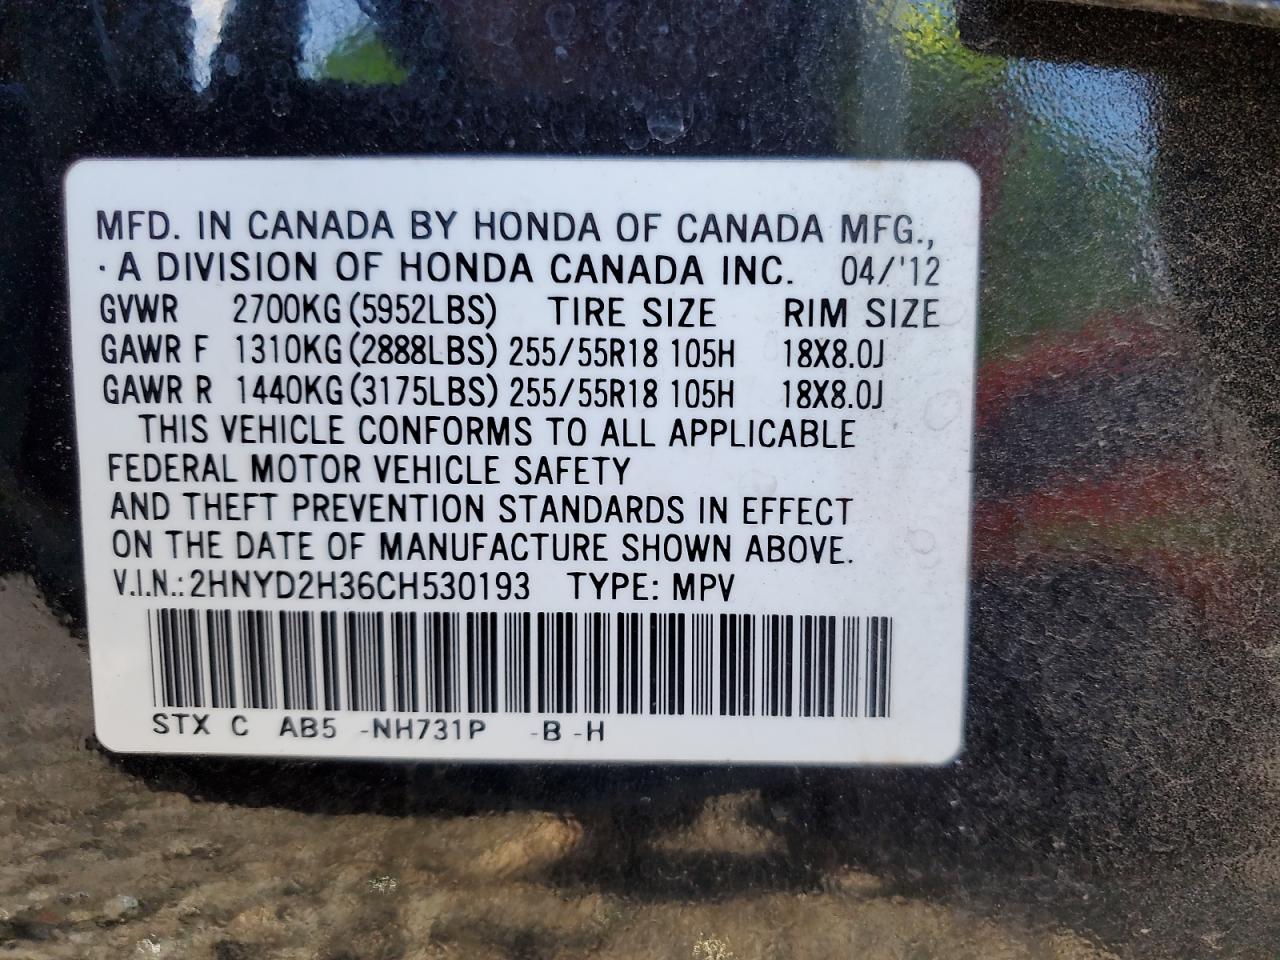 MFD. IN CANADA BY HONDA OF CANADA MFG.,
· A DIVISION OF HONDA CANADA INC. 04/'12
GVWR 2700KG (5952LBS) TIRE SIZE RIM SIZE
GAWR F 1310KG (2888LBS) 255/55R18 105H 18X8.0J
GAWR R 1440KG (3175LBS) 255/55R18 105H 18X8.0J
THIS VEHICLE CONFORMS TO ALL APPLICABLE
FEDERAL MOTOR VEHICLE SAFETY
AND THEFT PREVENTION STANDARDS IN EFFECT
ON THE DATE OF MANUFACTURE SHOWN ABOVE.
V.I.N.: 2HNYD2H36CH530193 TYPE: MPV
STX C AB5 -NH731P -B -H